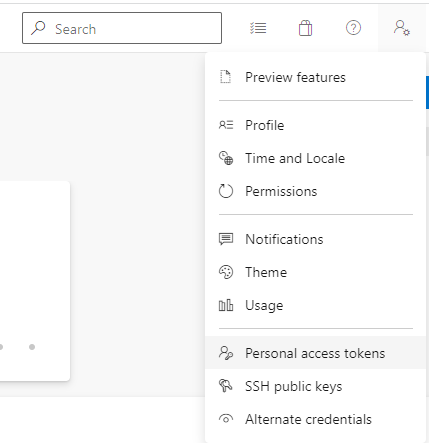 Search
Preview features
Profile
Time and Locale
Permissions
Notifications
Theme
Usage
Personal access tokens
SSH public keys
Alternate credentials